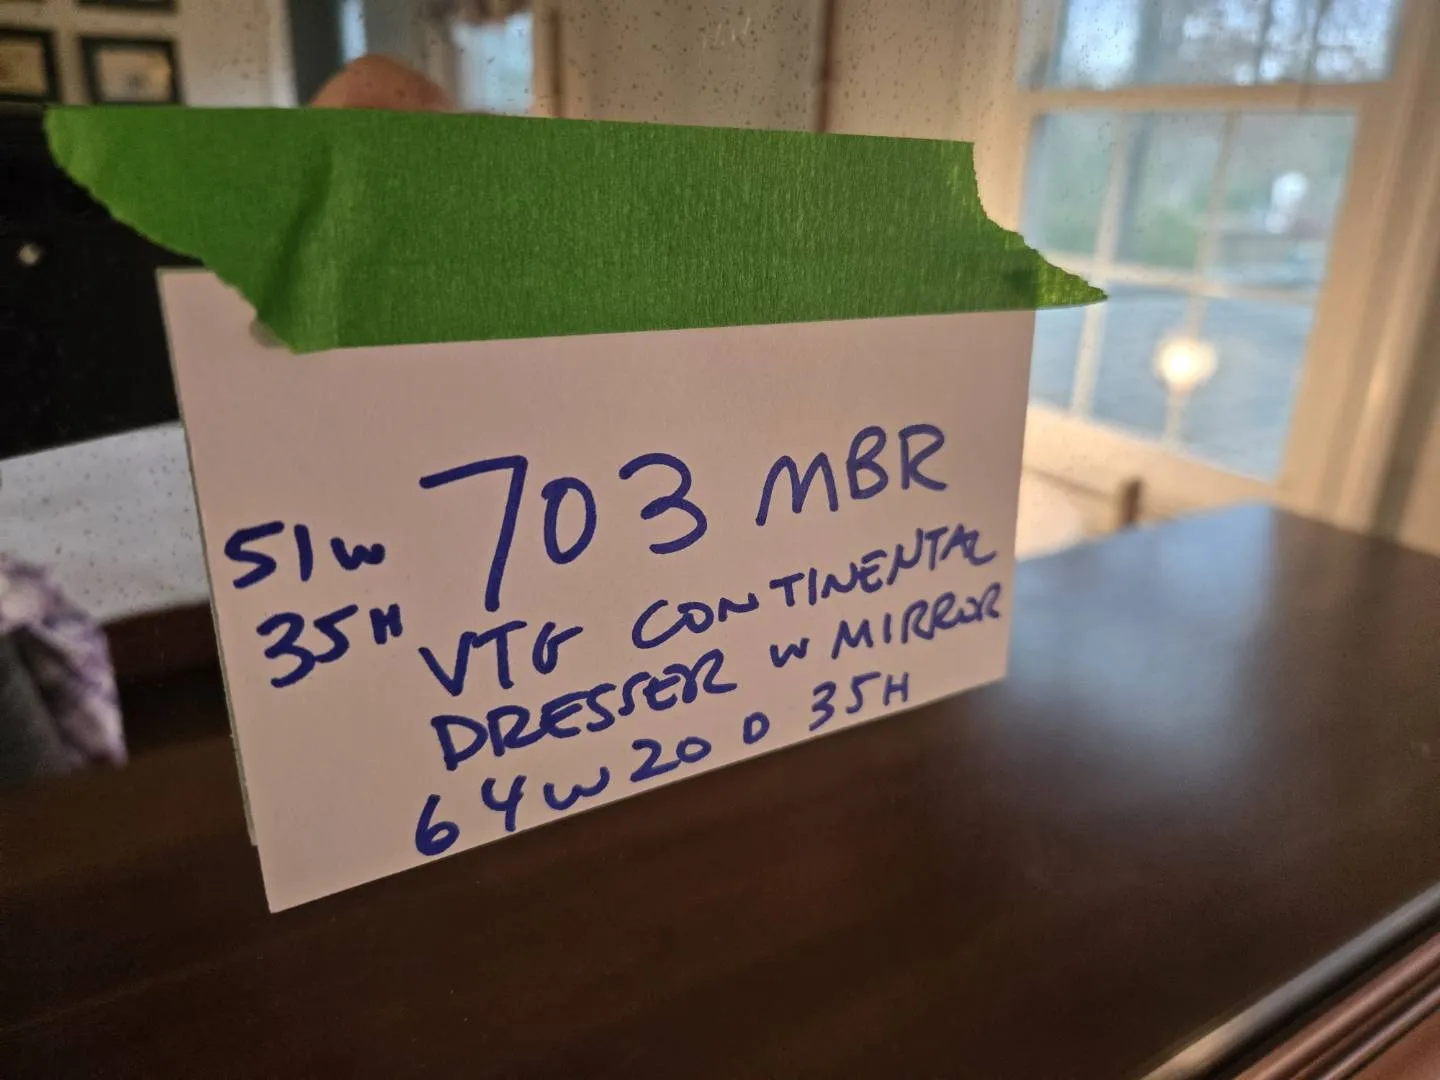 703 MBR
51W
35H
VTG CONTINENTAL
DRESSER W MIRROR
64W 20 D 35H